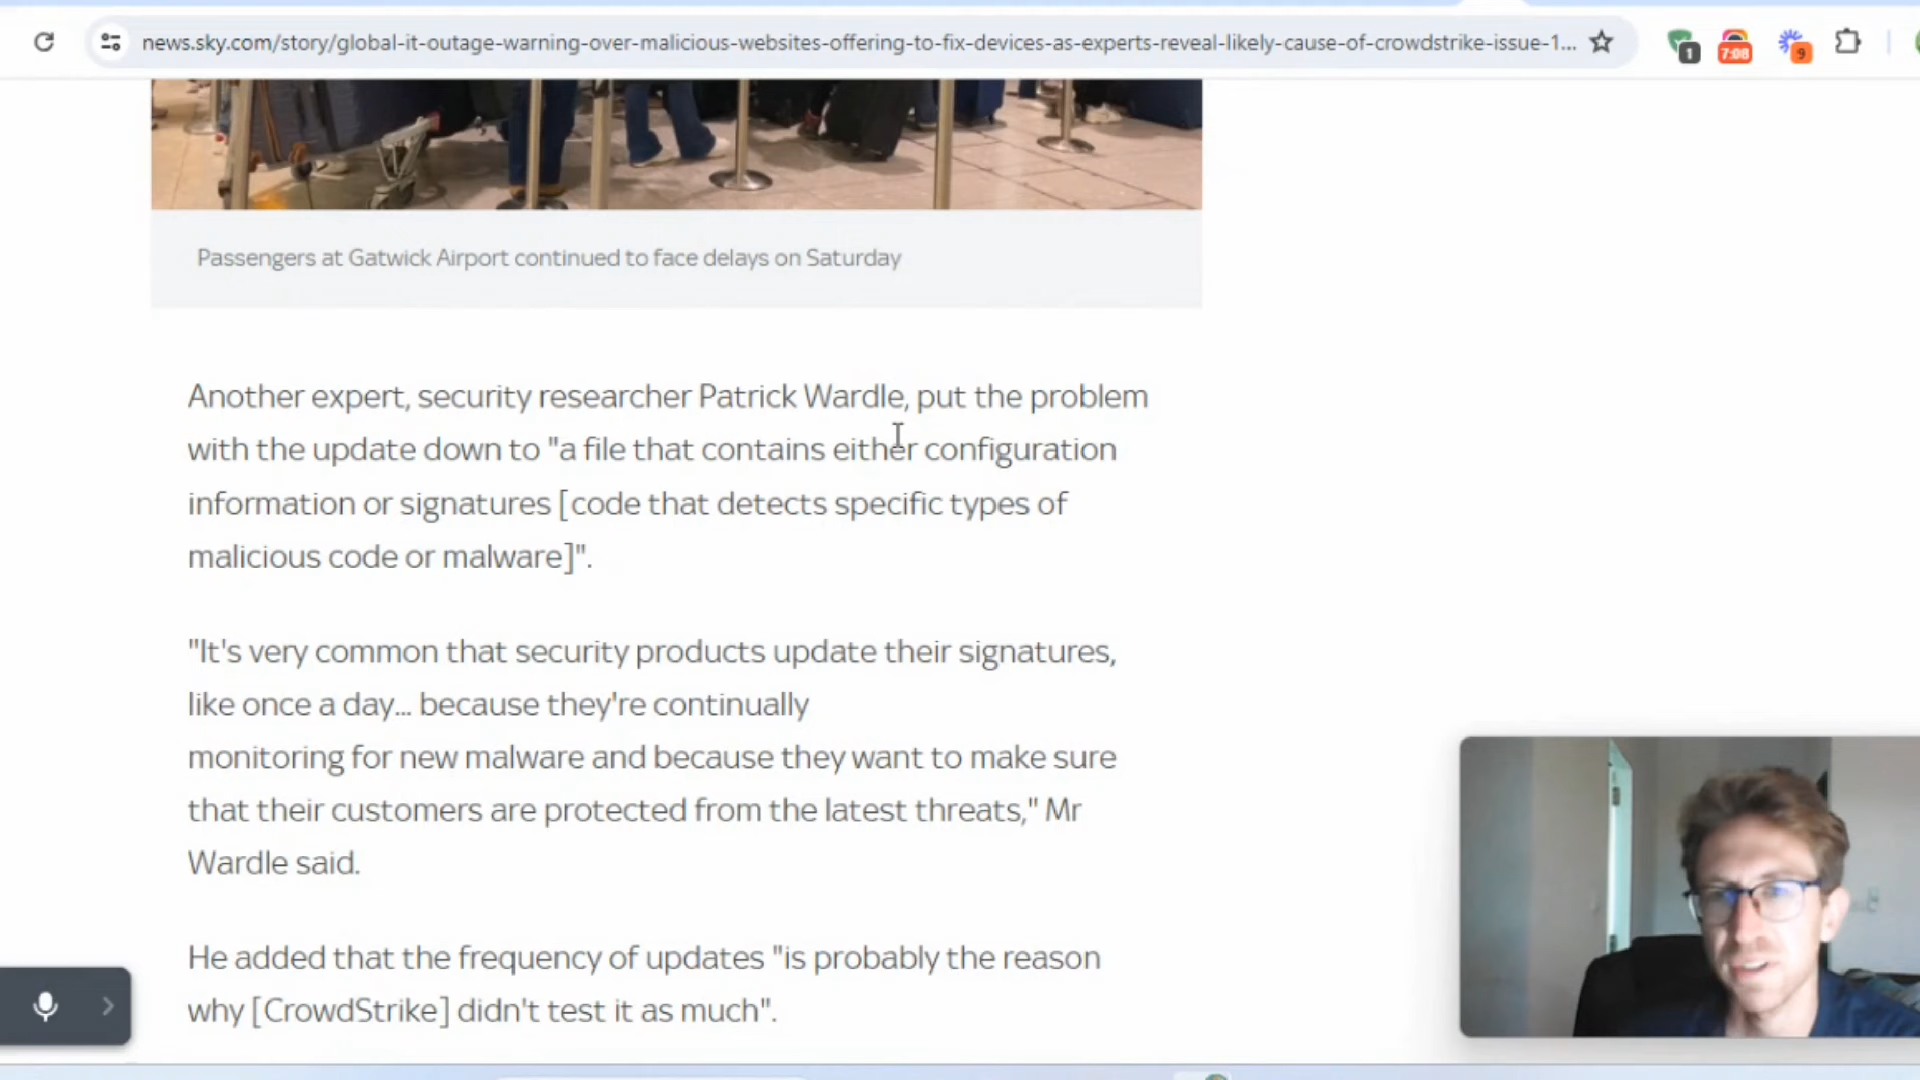 news.sky.com/story/global-it-outage-warning-over-malicious-websites-offering-to-fix-devices-as-experts-reveal-likely-cause-of-crowdstrike-issue-1...
1
7:08
9
Passengers at Gatwick Airport continued to face delays on Saturday
Another expert, security researcher Patrick Wardle, put the problem
with the update down to "a file that contains either configuration
information or signatures [code that detects specific types of
malicious code or malware]".
"It's very common that security products update their signatures,
like once a day... because they're continually
monitoring for new malware and because they want to make sure
that their customers are protected from the latest threats," Mr
Wardle said.
He added that the frequency of updates "is probably the reason
why [CrowdStrike] didn't test it as much".